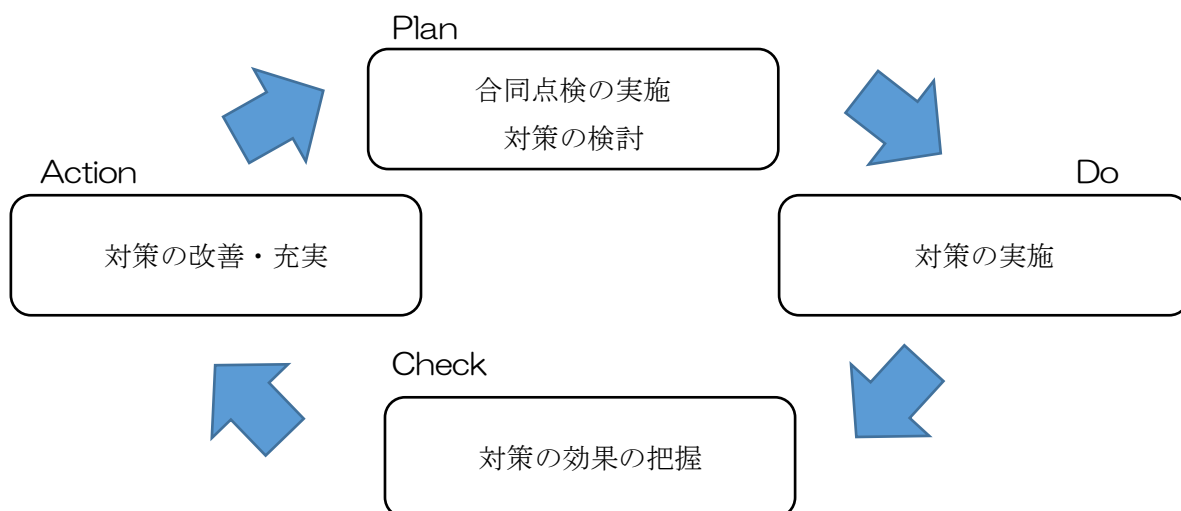 Plan
合同点検の実施
対策の検討
Action
対策の改善・充実
Do
対策の実施
Check
対策の効果の把握